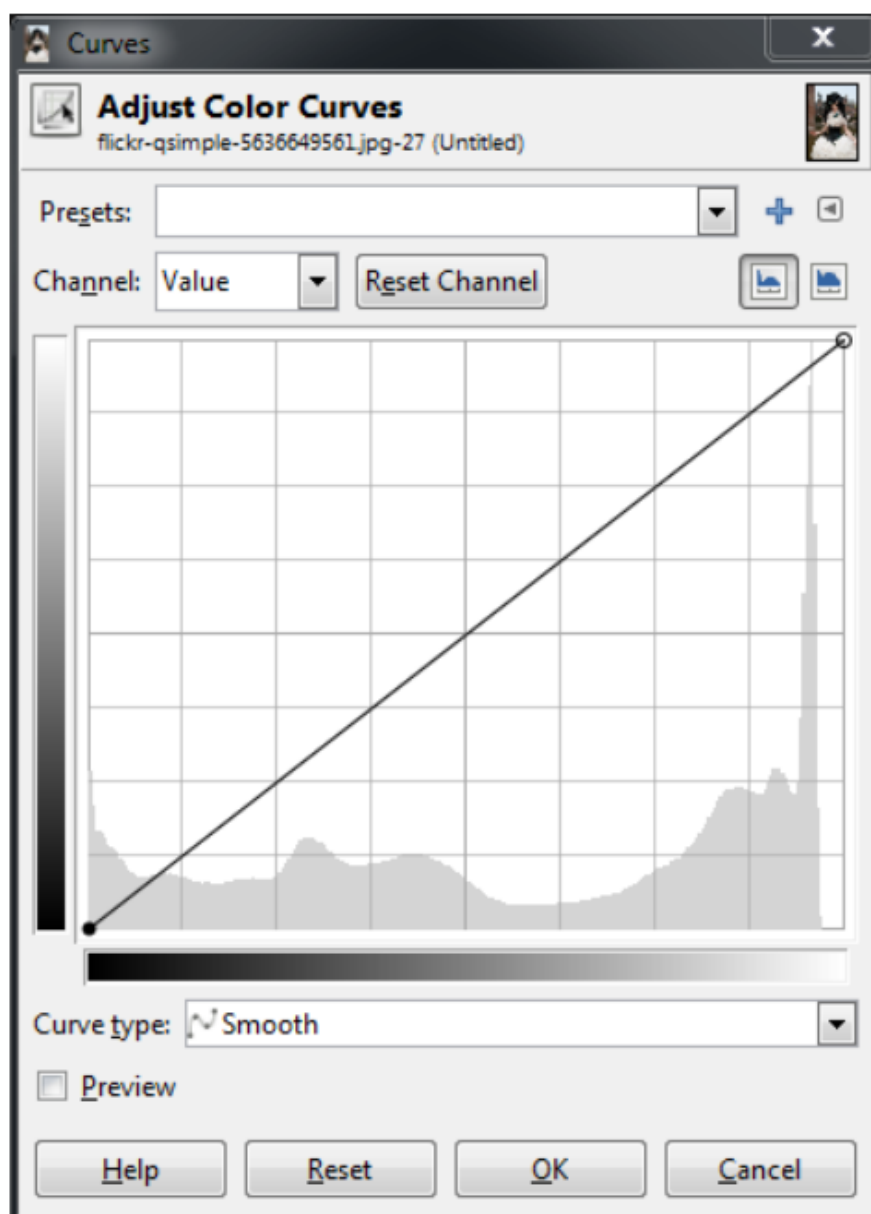 Curves
Adjust Color Curves
flickr-qsimple-5636649561.jpg-27 (Untitled)
Presets:
Channel: Value Reset Channel
Curve type: Smooth
Preview
Help Reset OK Cancel